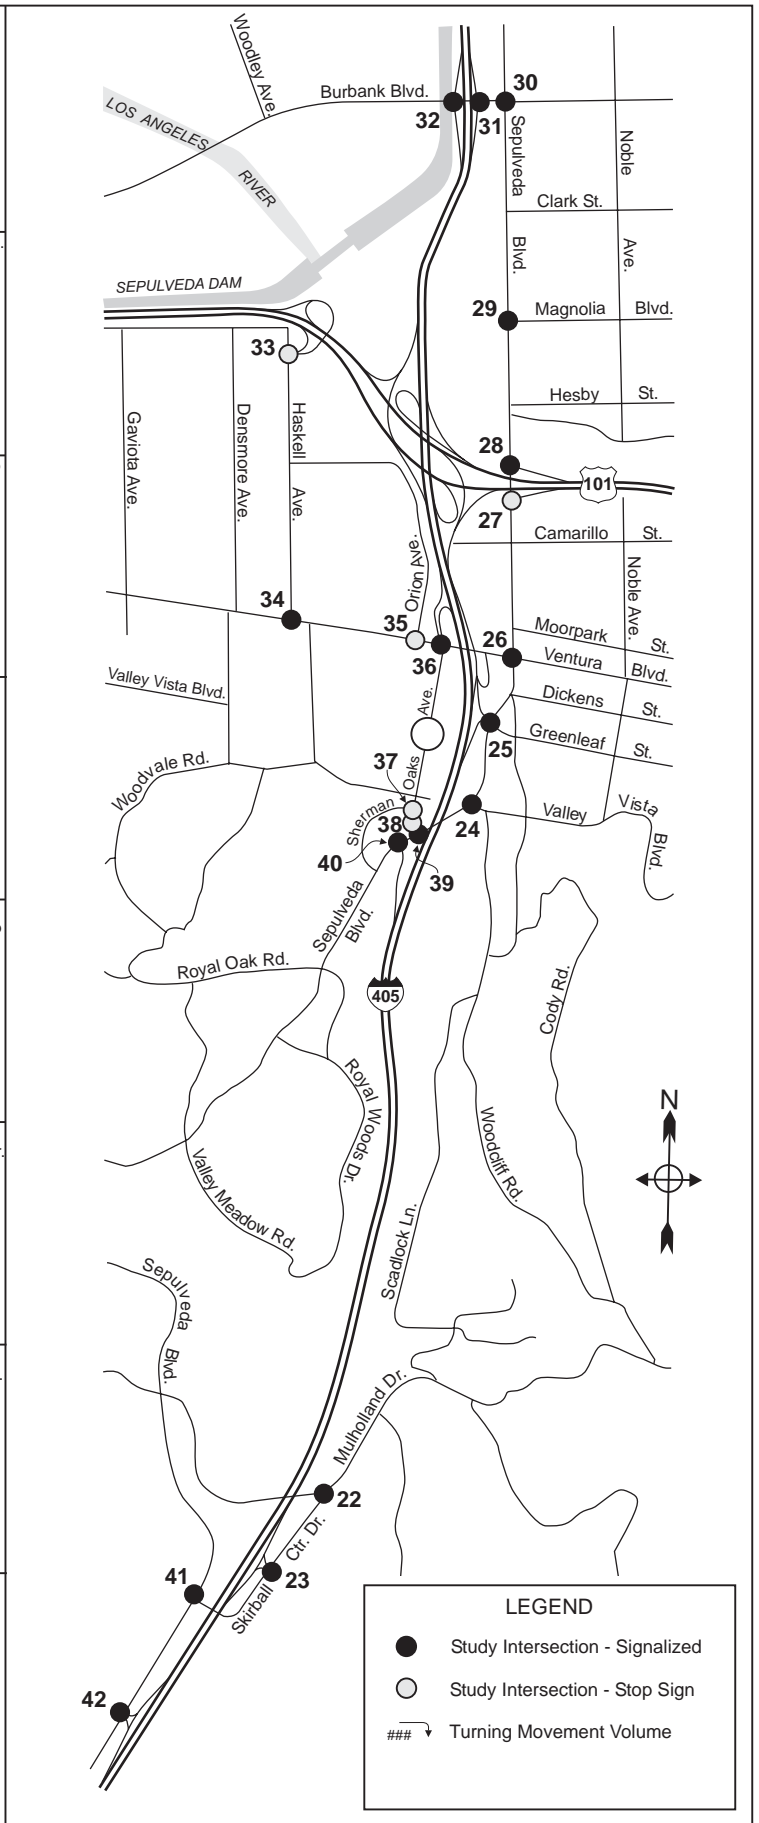 Woodley Ave.
Burbank Blvd.
30
32
31
LOS ANGELES
RIVER
Sepulveda
Noble
Clark St.
Blvd.
Ave.
SEPULVEDA DAM
29
Magnolia Blvd.
33
Hesby St.
Gaviota Ave.
Densmore Ave.
Haskell
Ave.
28
101
27
Camarillo St.
Orion Ave.
Noble Ave.
34
35
36
26
Moorpark St.
Ventura Blvd.
Valley Vista Blvd.
Dickens St.
Ave.
25
Greenleaf St.
Woodvale Rd.
37
Oaks
Sherman
38
24
Valley Vista
Blvd.
40
39
Sepulveda
Blvd.
Royal Oak Rd.
405
Cody Rd.
Royal Woods Dr.
N
Woodcliff Rd.
Valley Meadow Rd.
Scadlock Ln.
Sepulveda
Blvd.
Mulholland Dr.
22
Ctr. Dr.
41
23
Skirball
42
LEGEND
Study Intersection - Signalized
Study Intersection - Stop Sign
### Turning Movement Volume